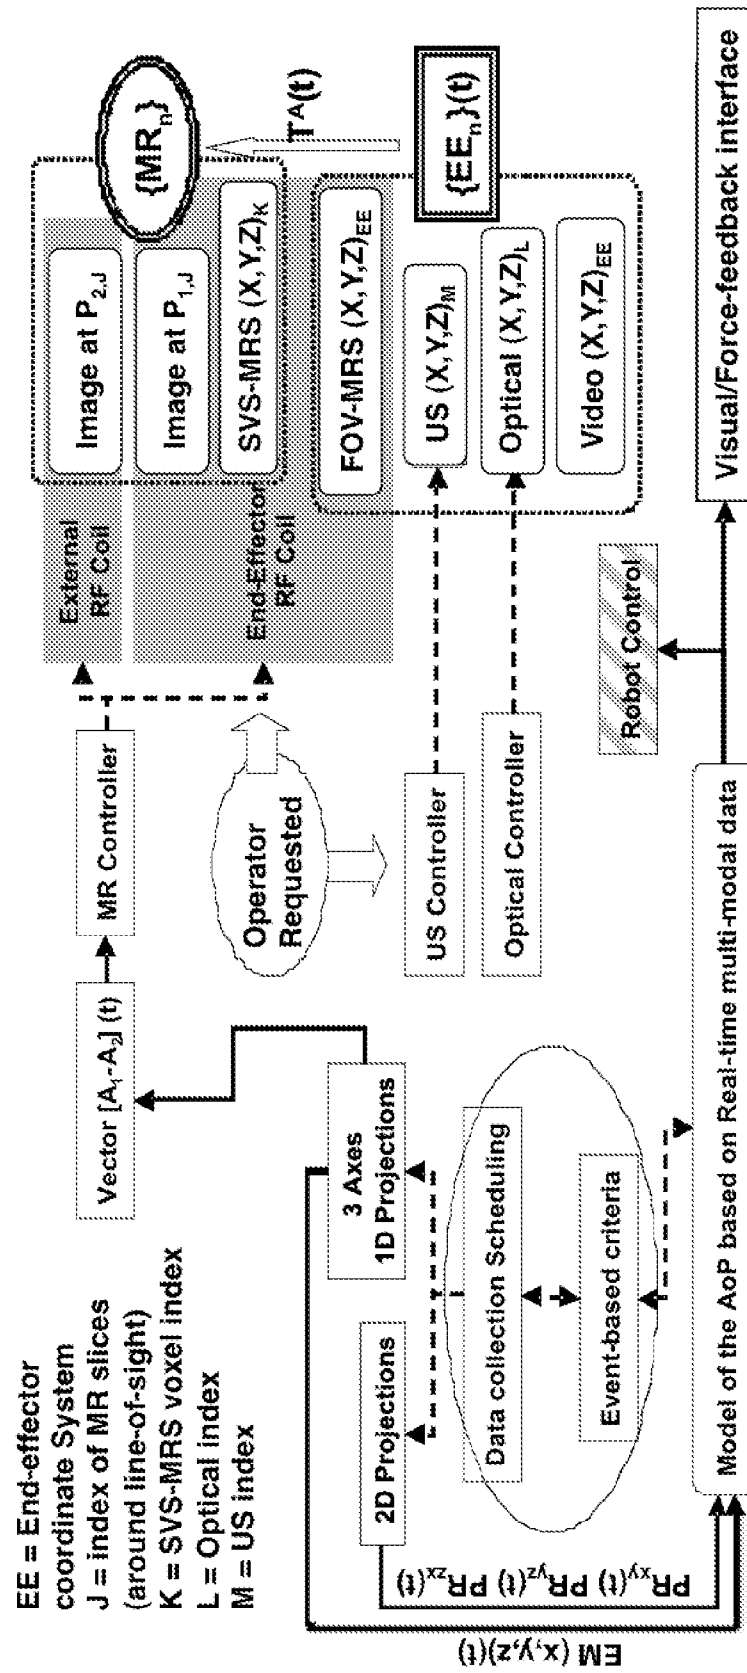 EE = End-effector
coordinate System
J = index of MR slices
(around line-of-sight)
K = SVS-MRS voxel index
L = Optical index
M = US index
Vector [A₁-A₂] (t)
MR Controller
External
RF Coil
End-Effector
RF Coil
Image at P₂,J
Image at P₁,J
SVS-MRS (X,Y,Z)K
{MRₙ}
Tᴬ(t)
{EEₙ}(t)
FOV-MRS (X,Y,Z)EE
US (X,Y,Z)M
Optical (X,Y,Z)L
Video (X,Y,Z)EE
Operator
Requested
US Controller
Optical Controller
3 Axes
1D Projections
2D Projections
Data collection Scheduling
Event-based criteria
PRxy(t) PRyz(t) PRzx(t)
EM (x,y,z)(t)
Robot Control
Model of the AoP based on Real-time multi-modal data
Visual/Force-feedback interface